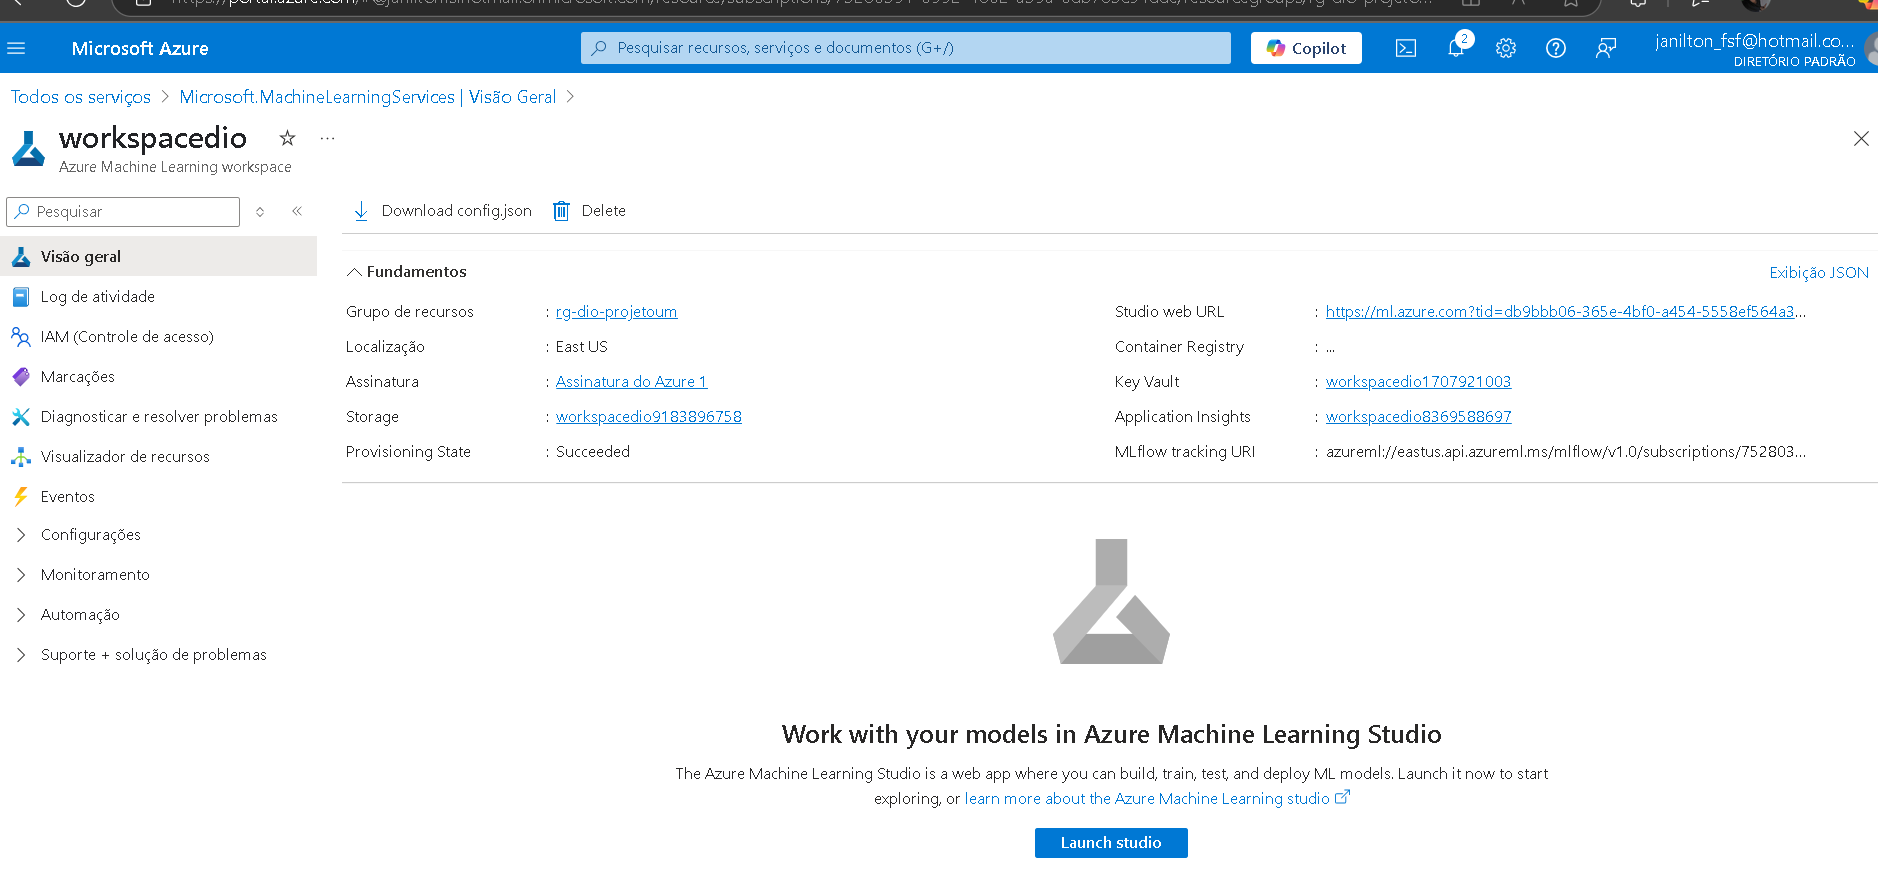 Microsoft Azure
Pesquisar recursos, serviços e documentos (G+/)
Copilot
2
janilton_fsf@hotmail.co...
DIRETÓRIO PADRÃO
Todos os serviços > Microsoft.MachineLearningServices | Visão Geral >
workspacedio
Azure Machine Learning workspace
Pesquisar
Download config.json
Delete
Visão geral
Log de atividade
IAM (Controle de acesso)
Marcações
Diagnosticar e resolver problemas
Visualizador de recursos
Eventos
Configurações
Monitoramento
Automação
Suporte + solução de problemas
Fundamentos
Exibição JSON
Grupo de recursos : rg-dio-projetoum
Localização : East US
Assinatura : Assinatura do Azure 1
Storage : workspacedio9183896758
Provisioning State : Succeeded
Studio web URL : https://ml.azure.com?tid=db9bbb06-365e-4bf0-a454-5558ef564a3...
Container Registry : ...
Key Vault : workspacedio1707921003
Application Insights : workspacedio8369588697
MLflow tracking URI : azureml://eastus.api.azureml.ms/mlflow/v1.0/subscriptions/752803...
Work with your models in Azure Machine Learning Studio
The Azure Machine Learning Studio is a web app where you can build, train, test, and deploy ML models. Launch it now to start
exploring, or learn more about the Azure Machine Learning studio
Launch studio